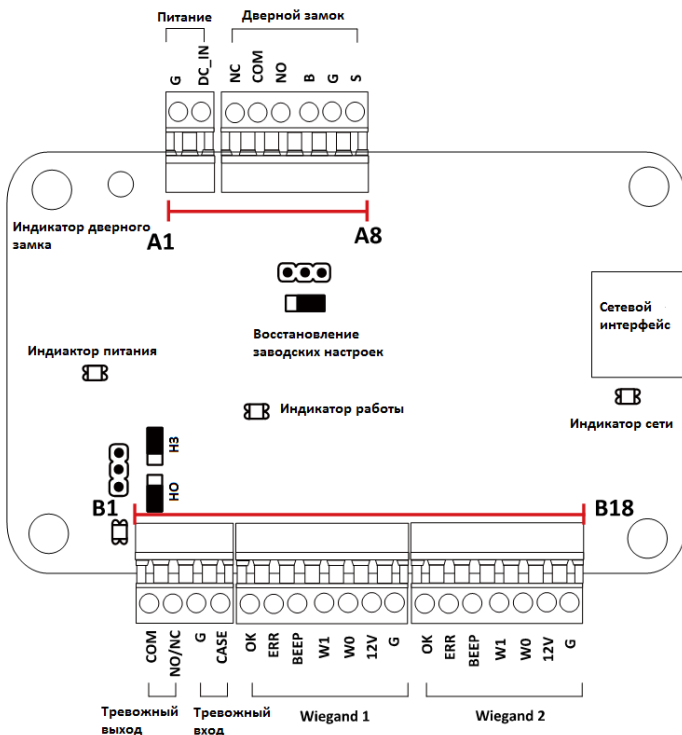 Питание
Дверной замок
G
DC_IN
NC
COM
NO
B
G
S
Индикатор дверного
замка
A1
A8
Восстановление
заводских настроек
Сетевой
интерфейс
Индиактор питания
Индикатор работы
Индикатор сети
НЗ
НО
B1
B18
COM
NO/NC
G
CASE
OK
ERR
BEEP
W1
W0
12V
G
OK
ERR
BEEP
W1
W0
12V
G
Тревожный
выход
Тревожный
вход
Wiegand 1
Wiegand 2